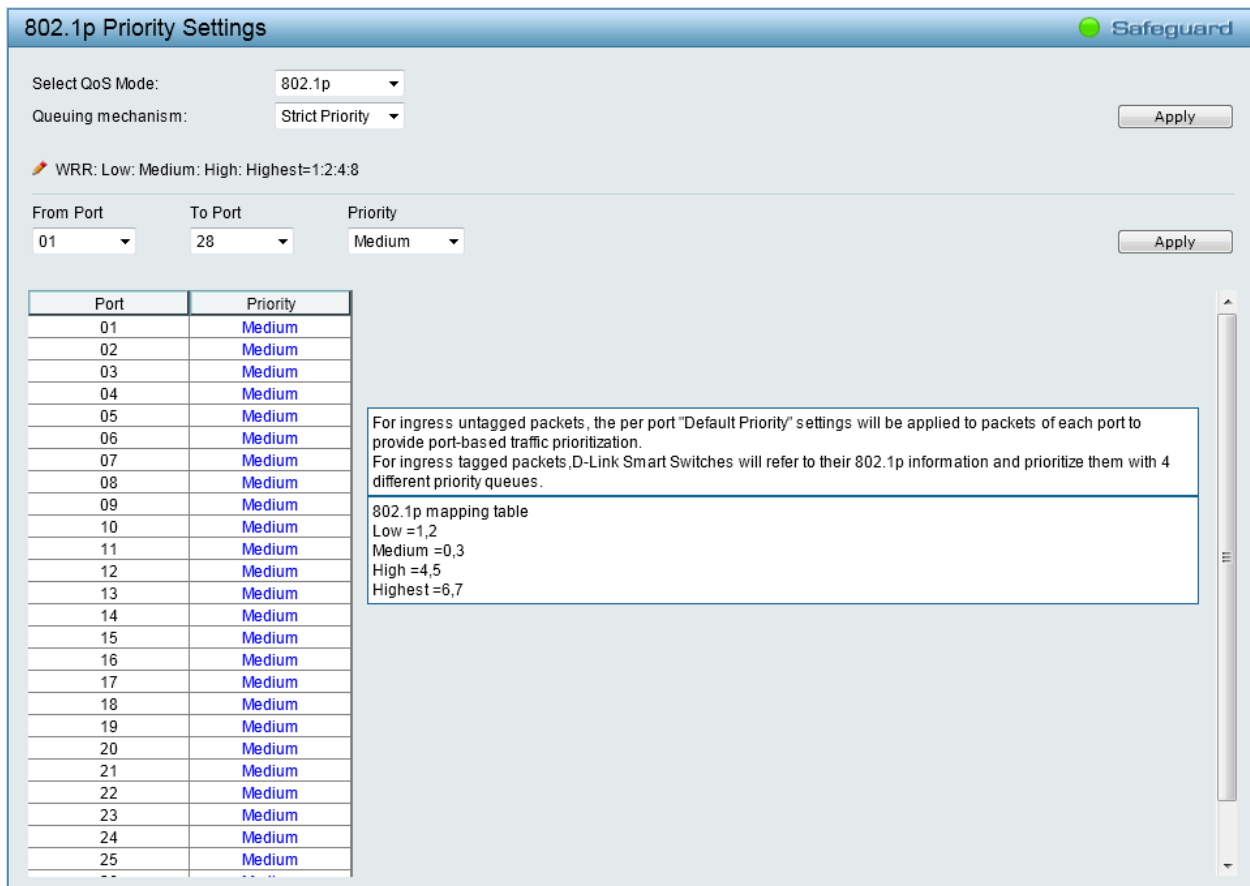 802.1p Priority Settings
Safeguard
Select QoS Mode:
802.1p
Queuing mechanism:
Strict Priority
Apply
WRR: Low: Medium: High: Highest=1:2:4:8
From Port
To Port
Priority
01
28
Medium
Apply
Port Priority
01 Medium
02 Medium
03 Medium
04 Medium
05 Medium
06 Medium
07 Medium
08 Medium
09 Medium
10 Medium
11 Medium
12 Medium
13 Medium
14 Medium
15 Medium
16 Medium
17 Medium
18 Medium
19 Medium
20 Medium
21 Medium
22 Medium
23 Medium
24 Medium
25 Medium
For ingress untagged packets, the per port "Default Priority" settings will be applied to packets of each port to
provide port-based traffic prioritization.
For ingress tagged packets,D-Link Smart Switches will refer to their 802.1p information and prioritize them with 4
different priority queues.
802.1p mapping table
Low =1,2
Medium =0,3
High =4,5
Highest =6,7